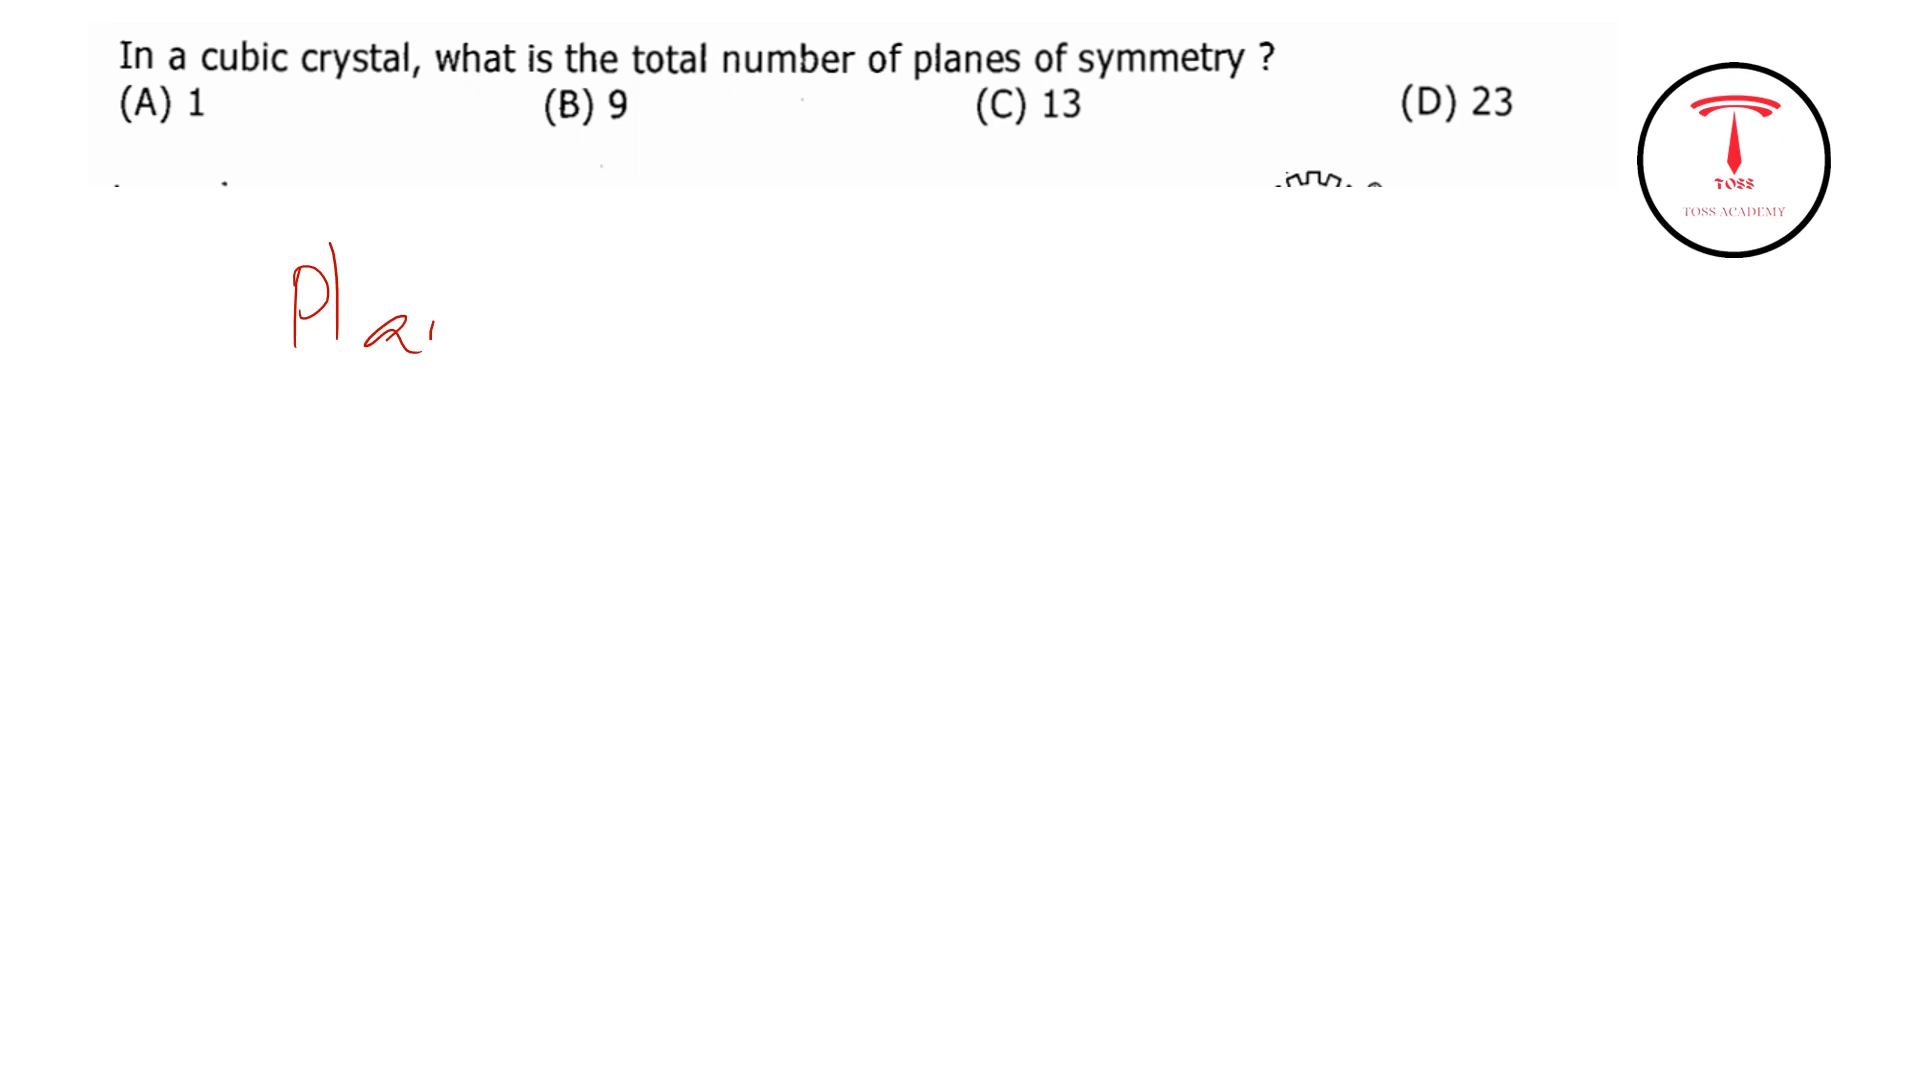 In a cubic crystal, what is the total number of planes of symmetry ?
(A) 1 (B) 9 (C) 13 (D) 23
TOSS
TOSS ACADEMY
Pla